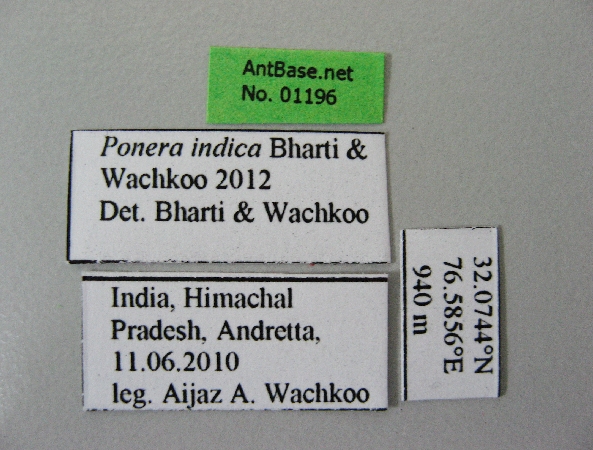 AntBase.net
No. 01196
Ponera indica Bharti &
Wachkoo 2012
Det. Bharti & Wachkoo
India, Himachal
Pradesh, Andretta,
11.06.2010
leg. Aijaz A. Wachkoo
32.0744°N
76.5856°E
940 m